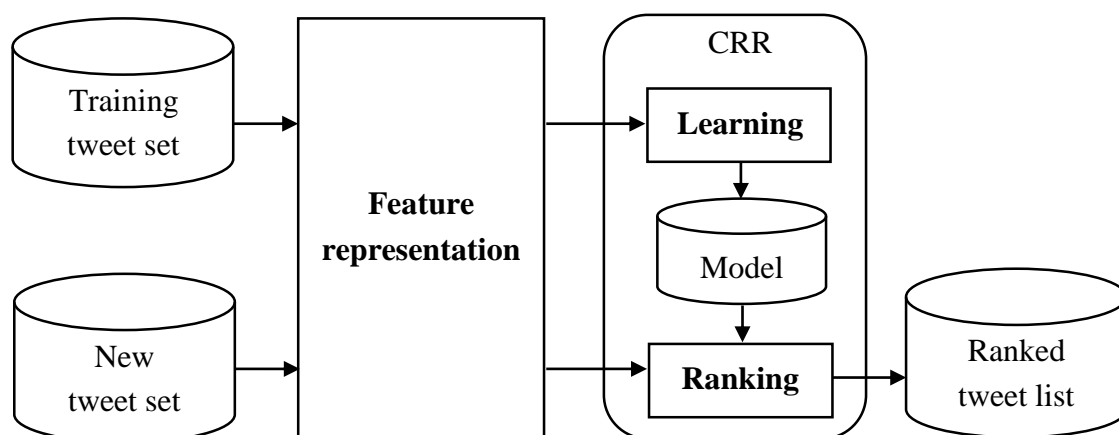 Training
tweet set
New
tweet set
Feature
representation
CRR
Learning
Model
Ranking
Ranked
tweet list